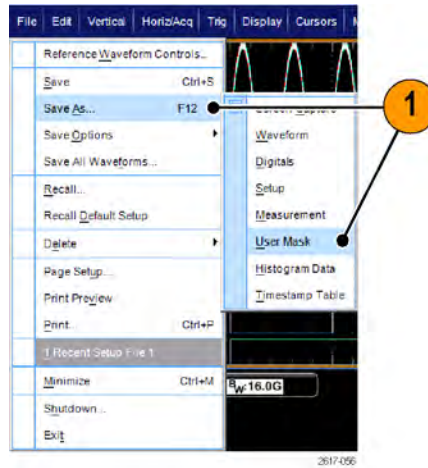 File Edit Vertical Horiz/Acq Trig Display Cursors
Reference Waveform Controls...
Save Ctrl+S
Save As... F12
1
Screen Capture
Save Options
Waveform
Save All Waveforms...
Digitals
Recall...
Setup
Recall Default Setup
Measurement
Delete
User Mask
Page Setup...
Histogram Data
Print Preview
Timestamp Table
Print... Ctrl+P
1 Recent Setup File 1
Minimize Ctrl+M
BW:16.0G
Shutdown...
Exit
2617-056